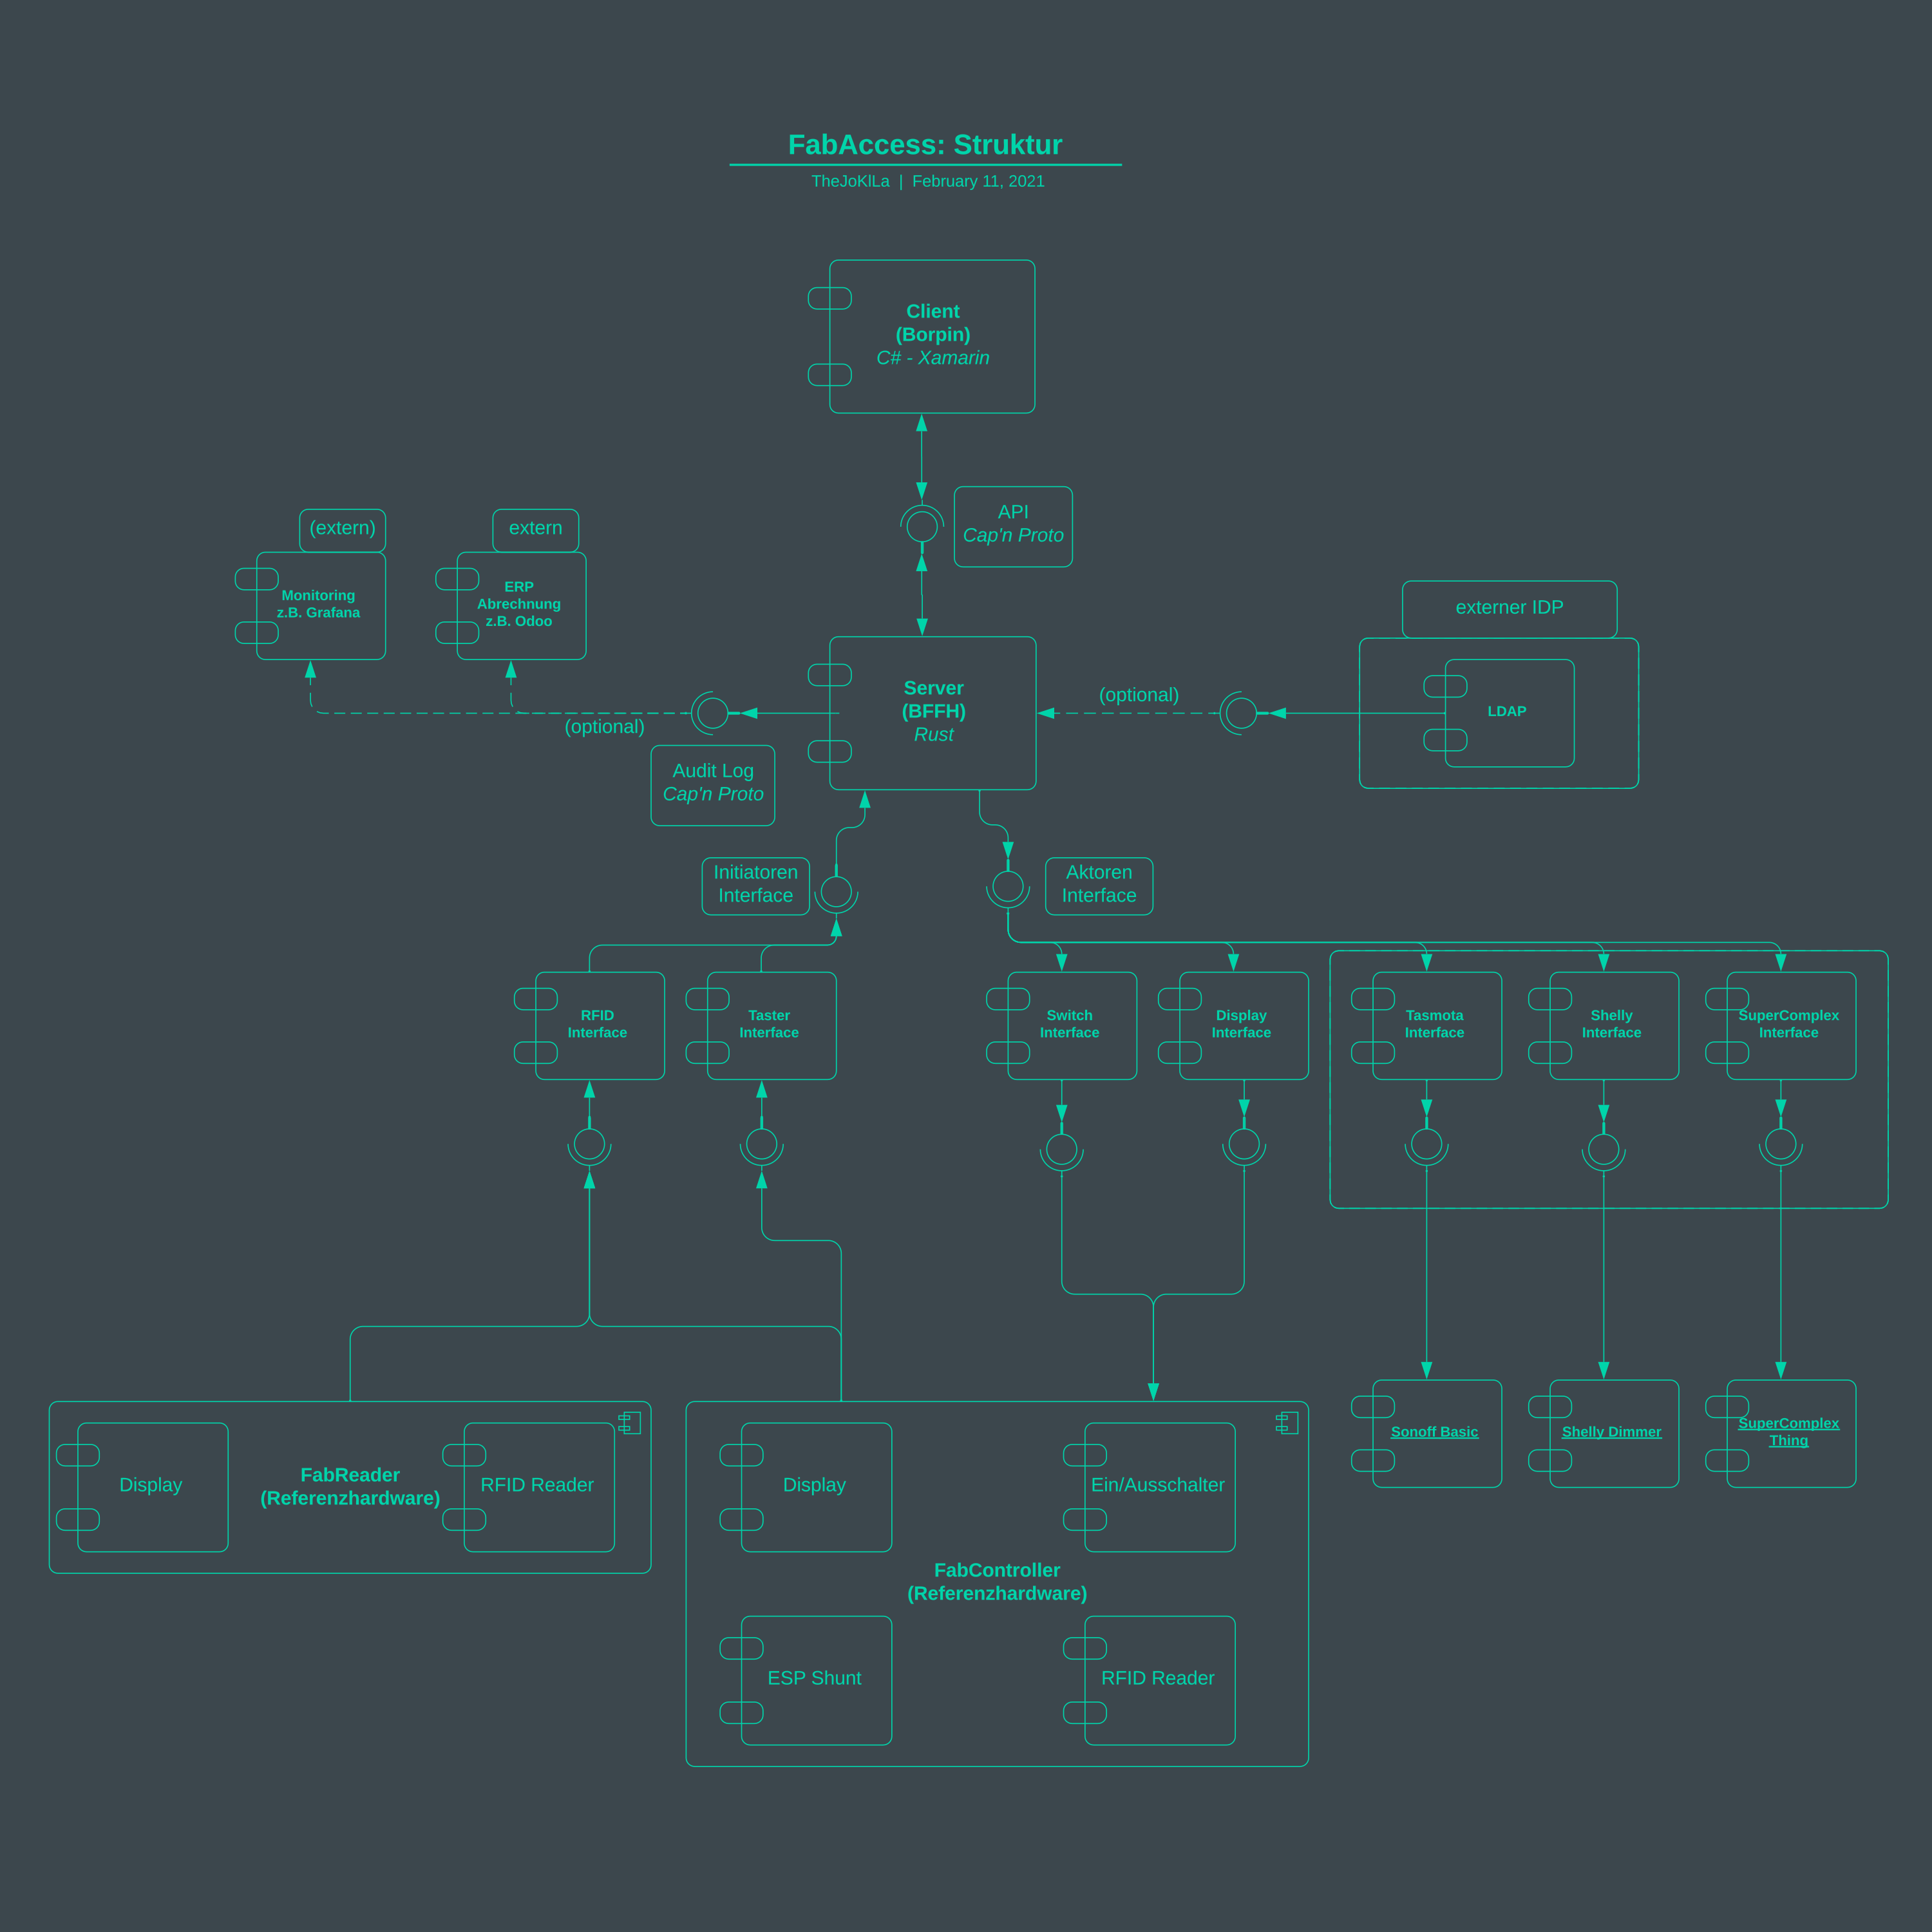 FabAccess: Struktur
TheJoKlLa | February 11, 2021
Client
(Borpin)
C# - Xamarin
API
Cap'n Proto
(extern)
Monitoring
z.B. Grafana
extern
ERP
Abrechnung
z.B. Odoo
externer IDP
LDAP
Server
(BFFH)
Rust
(optional)
(optional)
Audit Log
Cap'n Proto
Initiatoren
Interface
Aktoren
Interface
RFID
Interface
Taster
Interface
Switch
Interface
Display
Interface
Tasmota
Interface
Shelly
Interface
SuperComplex
Interface
Sonoff Basic
Shelly Dimmer
SuperComplex
Thing
Display
FabReader
(Referenzhardware)
RFID Reader
Display
Ein/Ausschalter
FabController
(Referenzhardware)
ESP Shunt
RFID Reader